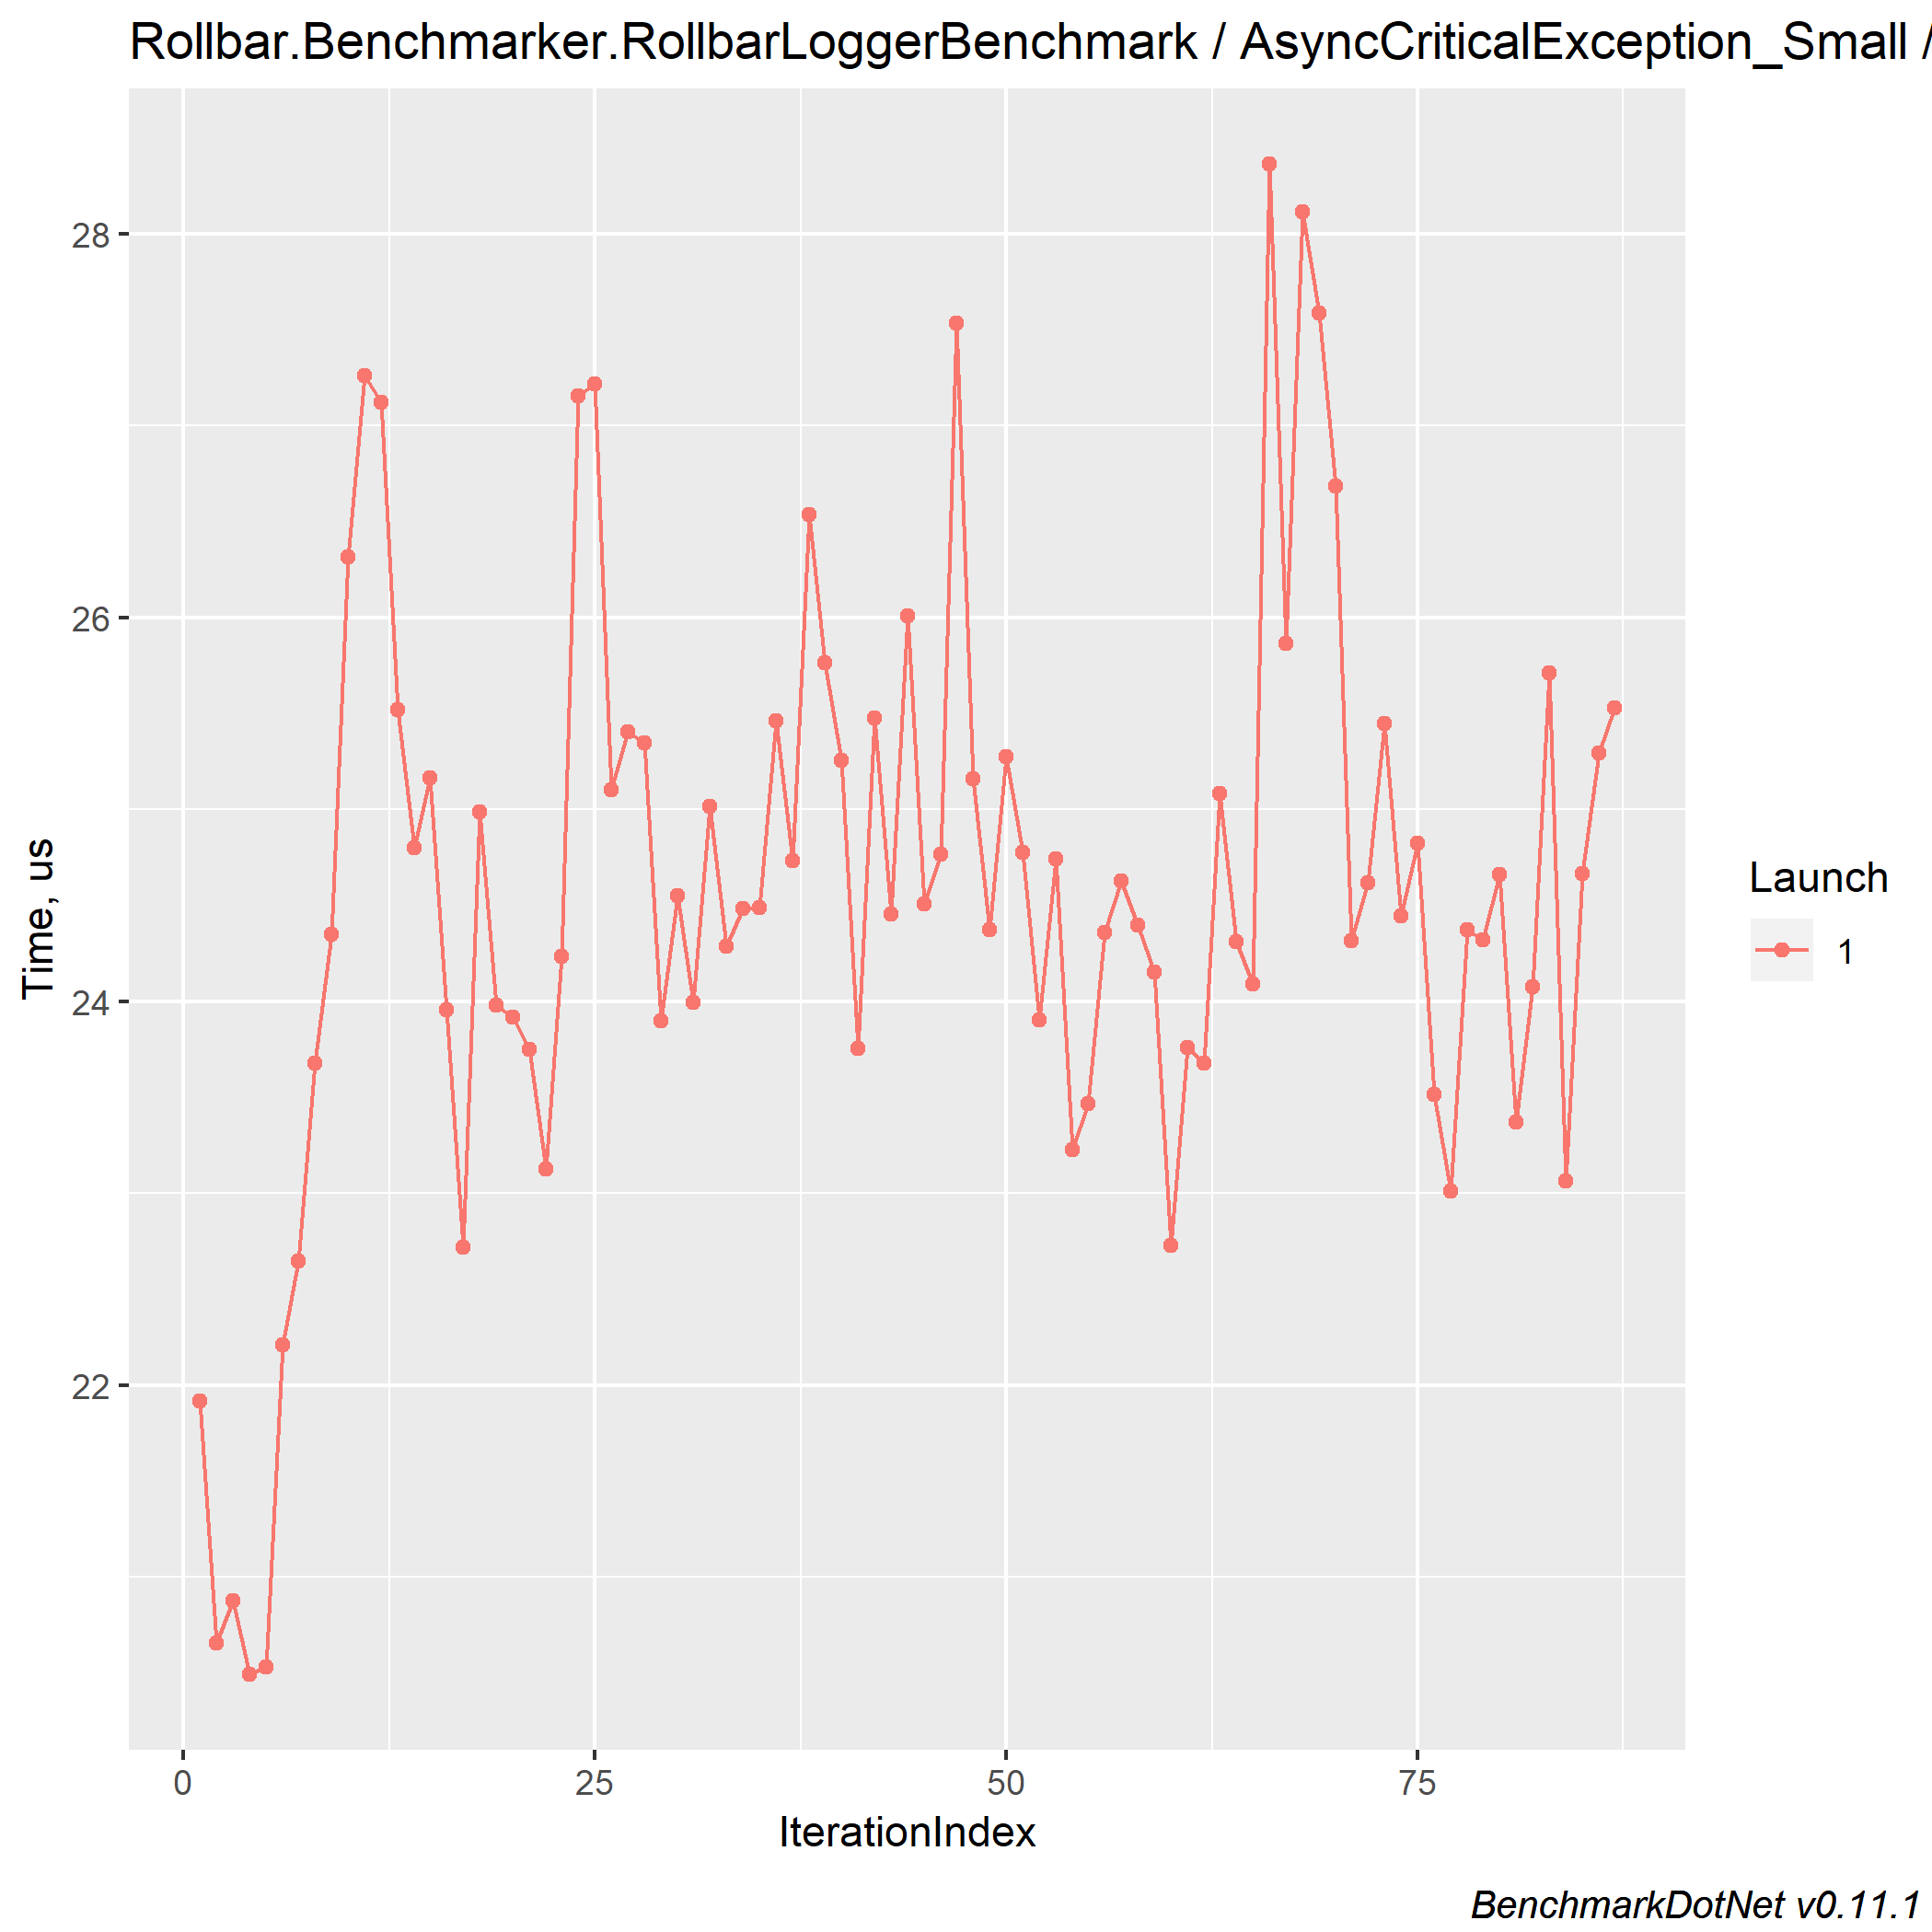 Rollbar.Benchmarker.RollbarLoggerBenchmark / AsyncCriticalException_Small /
28
26
24
22
Time, us
0 25 50 75
IterationIndex
Launch
1
BenchmarkDotNet v0.11.1